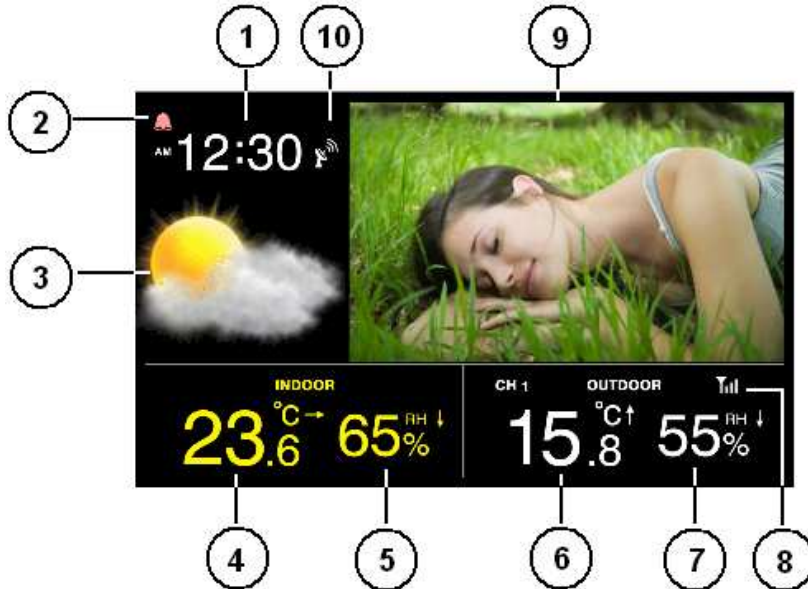 1 10 9
2
AM 12:30
3
INDOOR
23.6 °C → 65% RH ↓
CH 1 OUTDOOR
15.8 °C ↑ 55% RH ↓
4 5 6 7 8